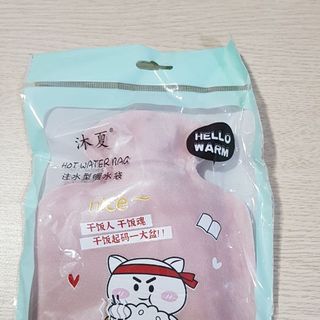 沐夏®
HELLO
WARM
HOT WATER BAG
注水型暖水袋
nice~
干饭人 干饭魂
干饭起码一大盆!!